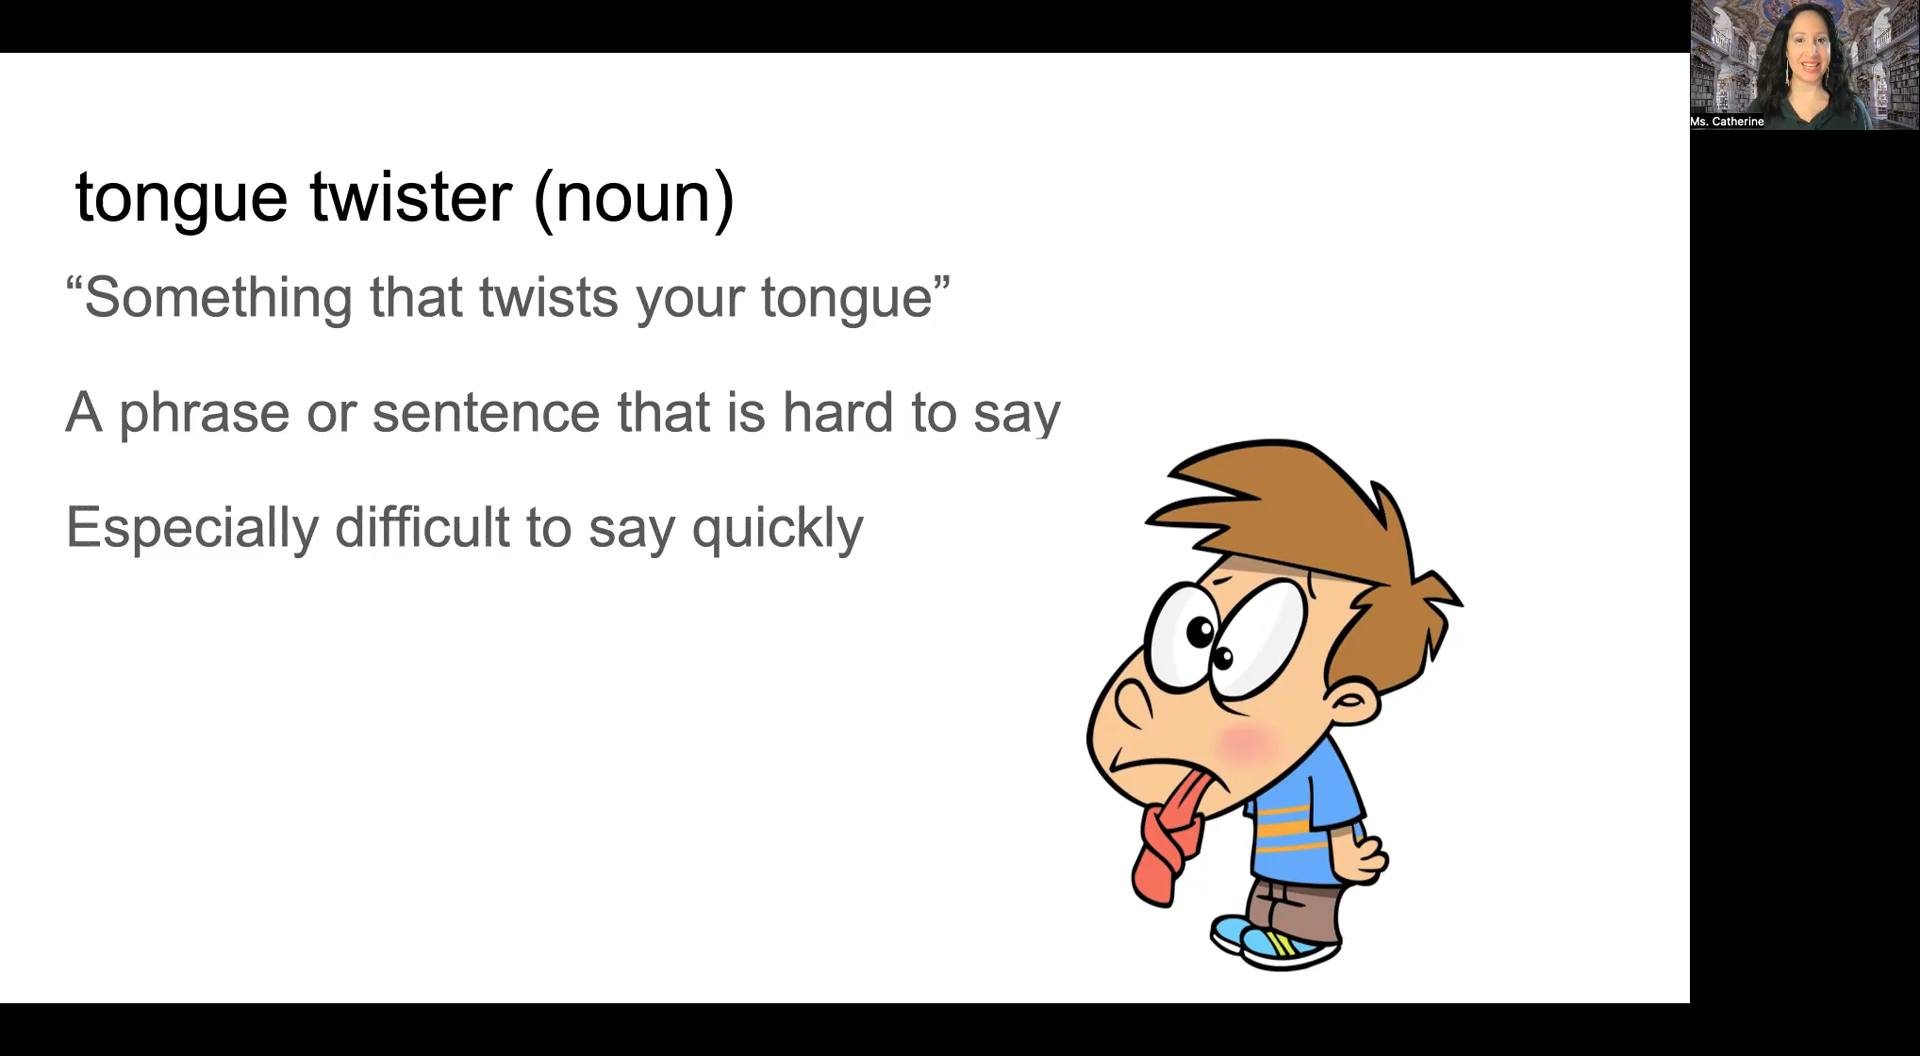 tongue twister (noun)
“Something that twists your tongue”
A phrase or sentence that is hard to say
Especially difficult to say quickly
Ms. Catherine